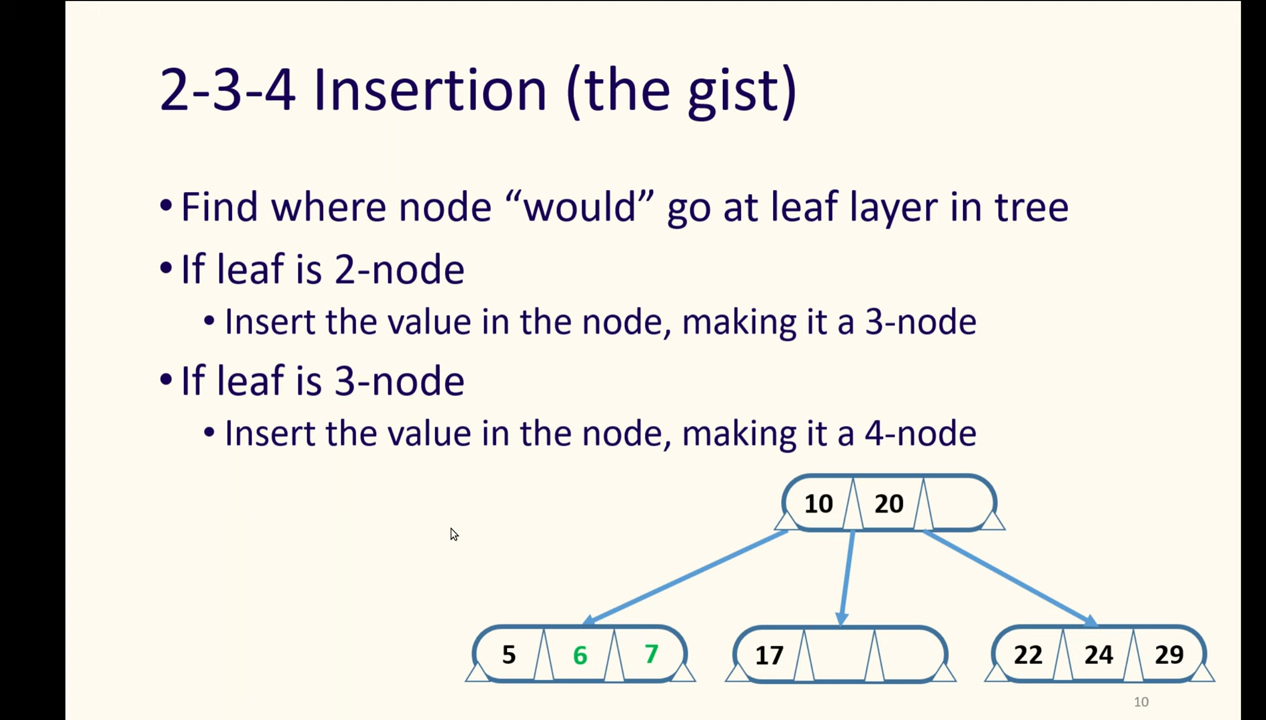 2-3-4 Insertion (the gist)
•Find where node “would” go at leaf layer in tree
•If leaf is 2-node
•Insert the value in the node, making it a 3-node
•If leaf is 3-node
•Insert the value in the node, making it a 4-node
10 20
5 6 7 17 22 24 29
10